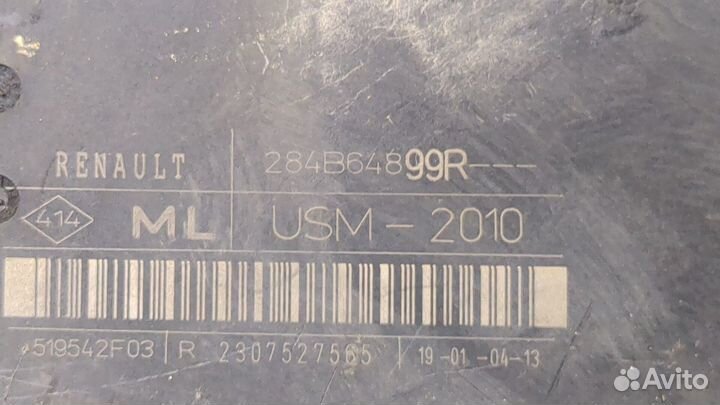 RENAULT 284B64899R---
414 ML USM - 2010
519542F03 R 2307527565 19-01-04-13
Avito